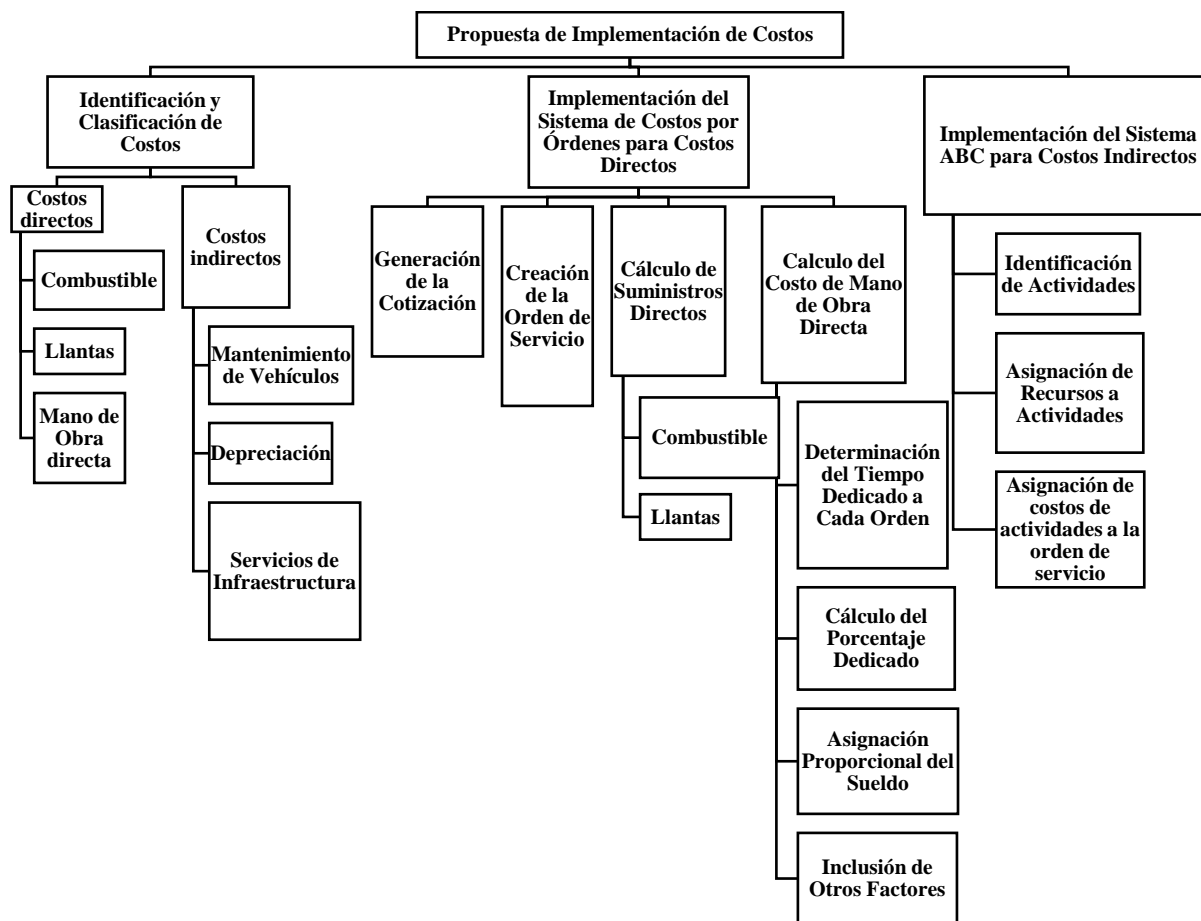 Propuesta de Implementación de Costos
Identificación y
Clasificación de
Costos
Costos
directos
Combustible
Llantas
Mano de
Obra
directa
Costos
indirectos
Mantenimiento
de Vehículos
Depreciación
Servicios de
Infraestructura
Implementación del
Sistema de Costos por
Órdenes para Costos
Directos
Generación
de la
Cotización
Creación
de la
Orden de
Servicio
Cálculo de
Suministros
Directos
Combustible
Llantas
Calculo del
Costo de Mano
de Obra
Directa
Determinación
del Tiempo
Dedicado a
Cada Orden
Cálculo del
Porcentaje
Dedicado
Asignación
Proporcional del
Sueldo
Inclusión de
Otros Factores
Implementación del Sistema
ABC para Costos Indirectos
Identificación
de Actividades
Asignación de
Recursos a
Actividades
Asignación de
costos de
actividades a la
orden de
servicio